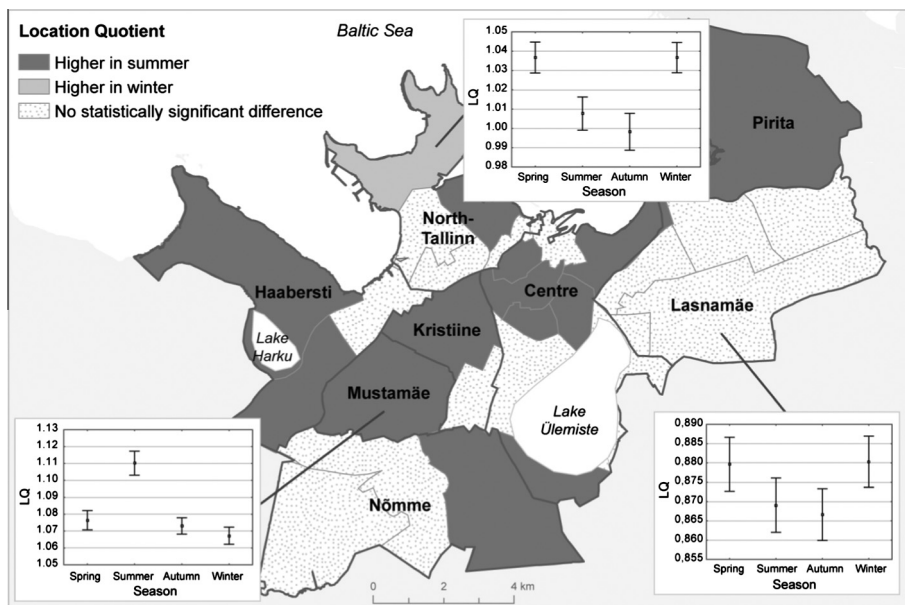 Location Quotient
Higher in summer
Higher in winter
No statistically significant difference
Baltic Sea
1.05
1.04
1.03
1.02
1.01
1.00
0.99
0.98
LQ
Spring Summer Autumn Winter
Season
Pirita
North-
Tallinn
Haabersti
Centre
Lasnamäe
Kristiine
Lake
Harku
Mustamäe
Lake
Ülemiste
Nõmme
1.13
1.12
1.11
1.10
1.09
1.08
1.07
1.06
1.05
LQ
Spring Summer Autumn Winter
Season
0,890
0,885
0,880
0,870
0,865
0,860
0,855
LQ
Spring Summer Autumn Winter
Season
0 2 4 km